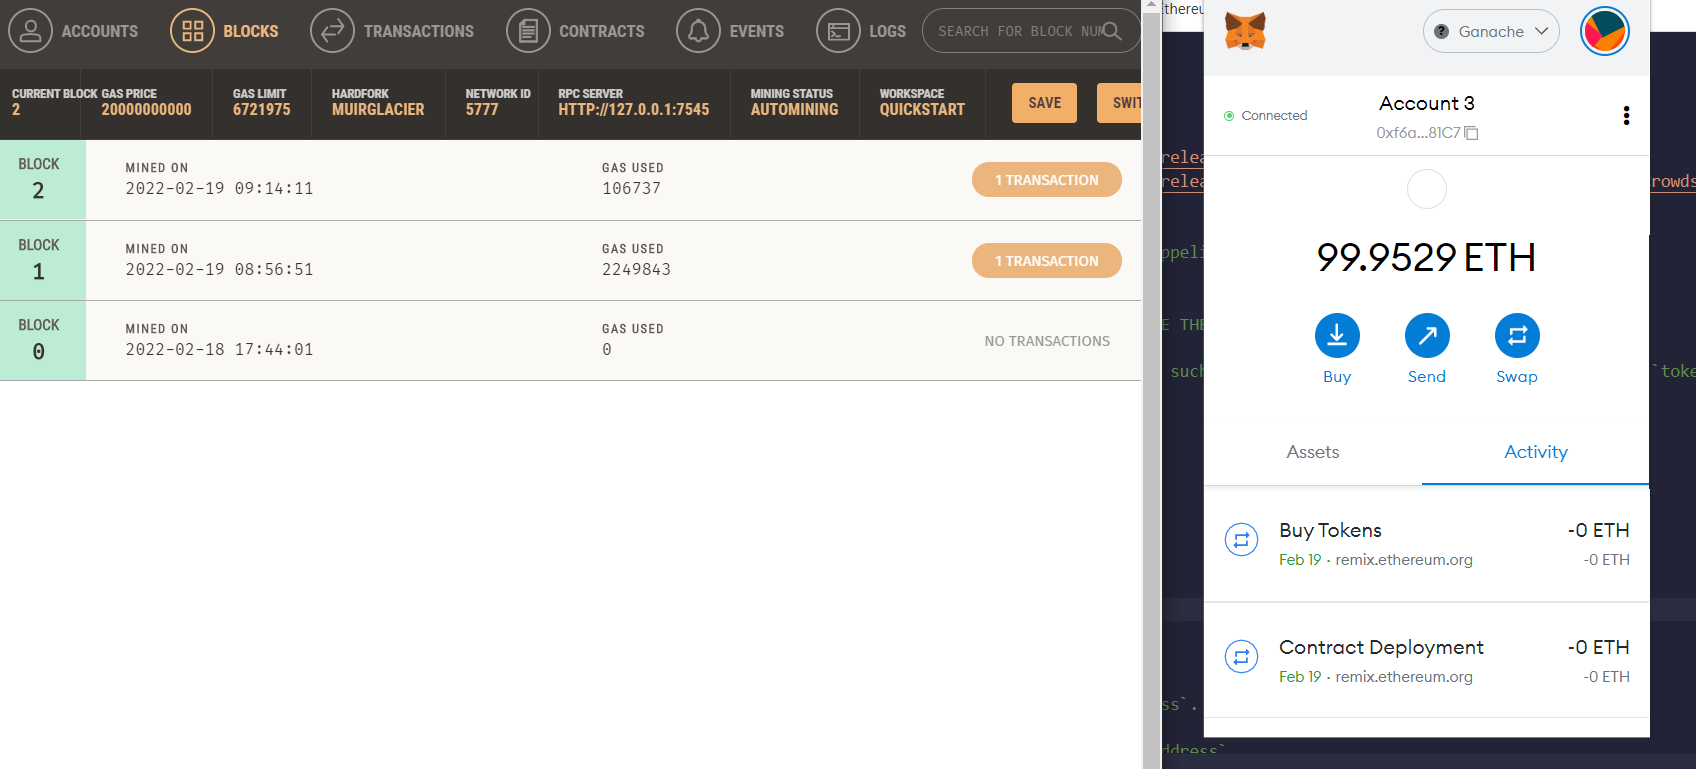 ACCOUNTS BLOCKS TRANSACTIONS CONTRACTS EVENTS LOGS SEARCH FOR BLOCK NUM
CURRENT BLOCK GAS PRICE GAS LIMIT HARDFORK NETWORK ID RPC SERVER MINING STATUS WORKSPACE
2 20000000000 6721975 MUIRGLACIER 5777 HTTP://127.0.0.1:7545 AUTOMINING QUICKSTART SAVE SWIT
BLOCK MINED ON GAS USED
2 2022-02-19 09:14:11 106737 1 TRANSACTION
BLOCK MINED ON GAS USED
1 2022-02-19 08:56:51 2249843 1 TRANSACTION
BLOCK MINED ON GAS USED
0 2022-02-18 17:44:01 0 NO TRANSACTIONS
Ganache
Connected
Account 3
0xf6a...81C7
99.9529 ETH
Buy Send Swap
Assets Activity
Buy Tokens -0 ETH
Feb 19 · remix.ethereum.org -0 ETH
Contract Deployment -0 ETH
Feb 19 · remix.ethereum.org -0 ETH
thereu
relea
relea rowds
ppeli
E THE
such `toke
ss`.
ddress`